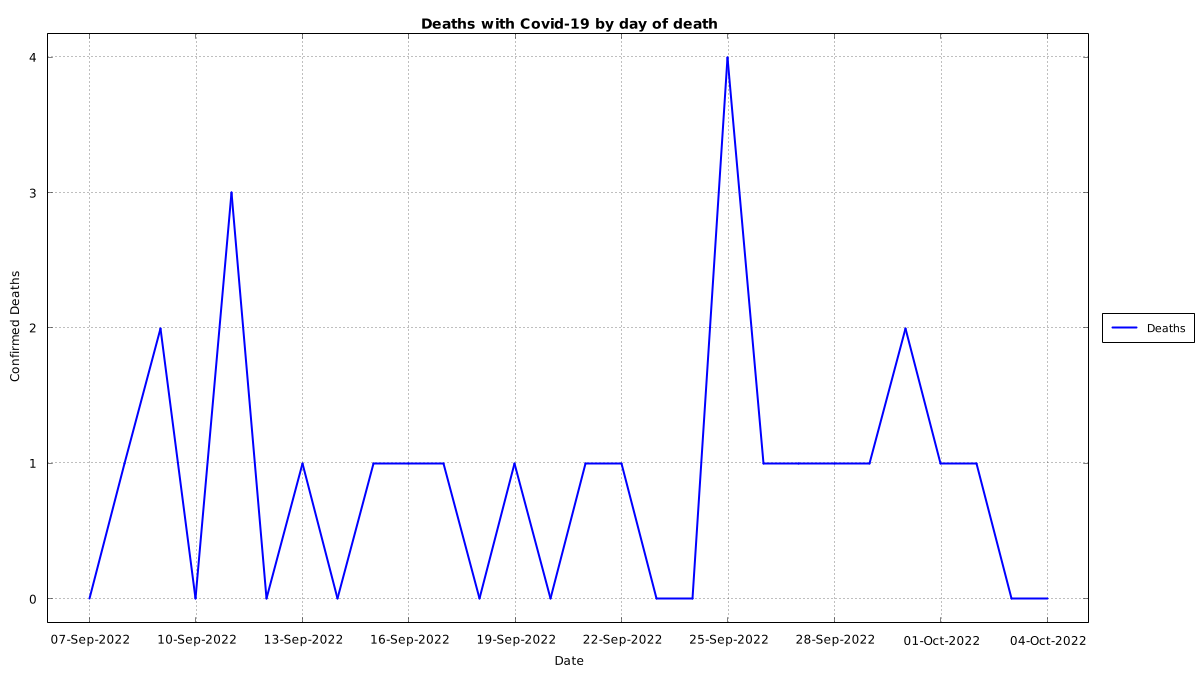 Deaths with Covid-19 by day of death
4
3
2
1
0
Confirmed Deaths
07-Sep-2022 10-Sep-2022 13-Sep-2022 16-Sep-2022 19-Sep-2022 22-Sep-2022 25-Sep-2022 28-Sep-2022 01-Oct-2022 04-Oct-2022
Date
Deaths